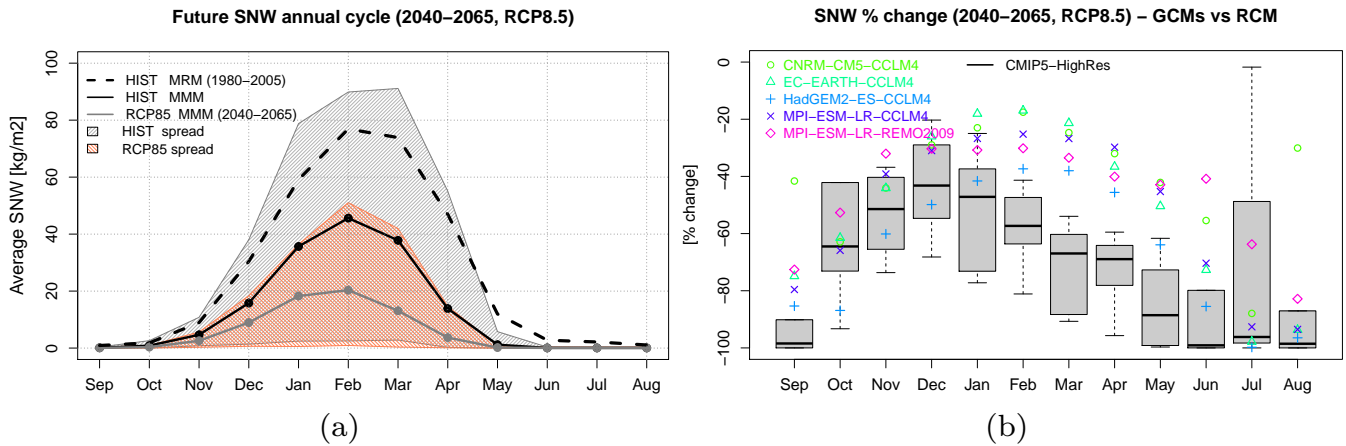 Future SNW annual cycle (2040−2065, RCP8.5)
Average SNW [kg/m2]
100
80
60
40
20
0
HIST MRM (1980−2005)
HIST MMM
RCP85 MMM (2040−2065)
HIST spread
RCP85 spread
Sep Oct Nov Dec Jan Feb Mar Apr May Jun Jul Aug
(a)
SNW % change (2040−2065, RCP8.5) − GCMs vs RCM
[% change]
0
−20
−40
−60
−80
−100
CNRM−CM5−CCLM4
EC−EARTH−CCLM4
HadGEM2−ES−CCLM4
MPI−ESM−LR−CCLM4
MPI−ESM−LR−REMO2009
CMIP5−HighRes
Sep Oct Nov Dec Jan Feb Mar Apr May Jun Jul Aug
(b)